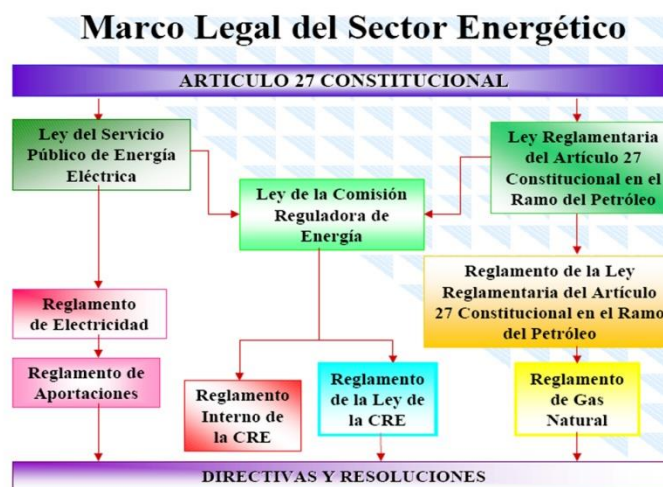 Marco Legal del Sector Energético
ARTICULO 27 CONSTITUCIONAL
Ley del Servicio
Público de Energía
Eléctrica
Ley Reglamentaria
del Artículo 27
Constitucional en el
Ramo del Petróleo
Ley de la Comisión
Reguladora de
Energía
Reglamento
de Electricidad
Reglamento de la Ley
Reglamentaria del Artículo
27 Constitucional en el Ramo
del Petróleo
Reglamento de
Aportaciones
Reglamento
Interno de
la CRE
Reglamento
de la Ley de
la CRE
Reglamento
de Gas
Natural
DIRECTIVAS Y RESOLUCIONES